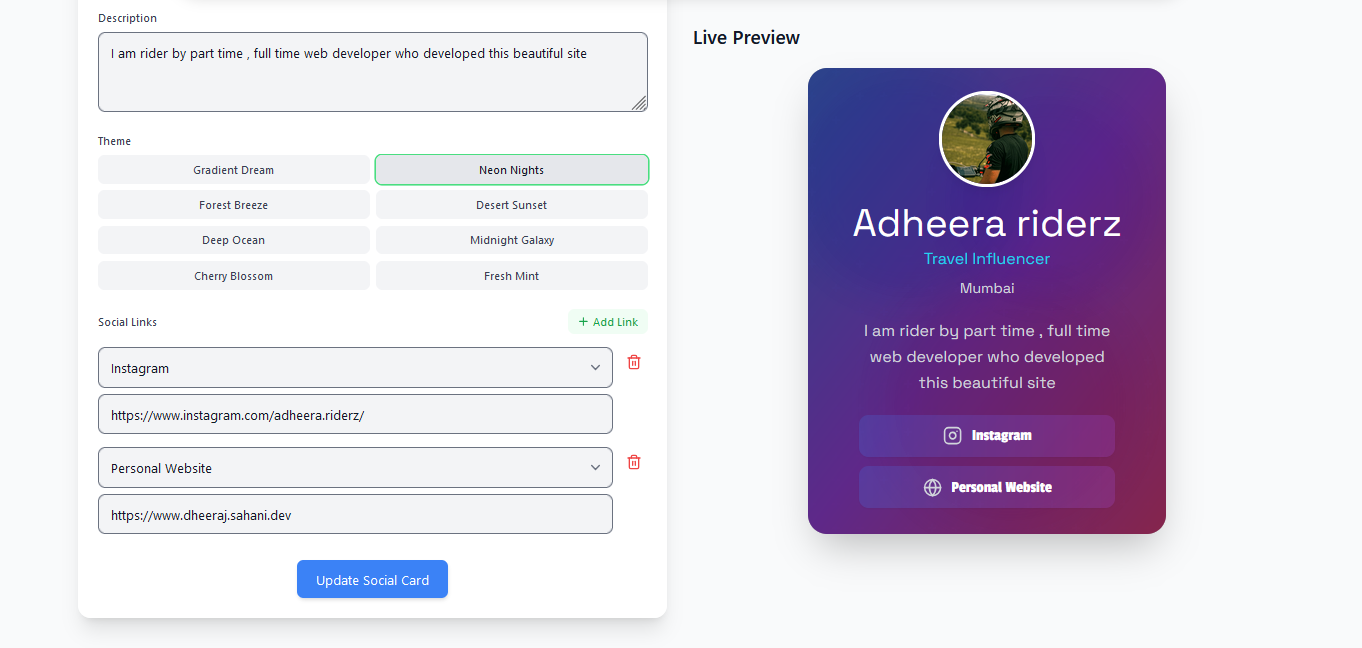 Description
I am rider by part time , full time web developer who developed this beautiful site
Theme
Gradient Dream
Neon Nights
Forest Breeze
Desert Sunset
Deep Ocean
Midnight Galaxy
Cherry Blossom
Fresh Mint
Social Links
+ Add Link
Instagram
https://www.instagram.com/adheera.riderz/
Personal Website
https://www.dheeraj.sahani.dev
Update Social Card
Live Preview
Adheera riderz
Travel Influencer
Mumbai
I am rider by part time , full time
web developer who developed
this beautiful site
Instagram
Personal Website